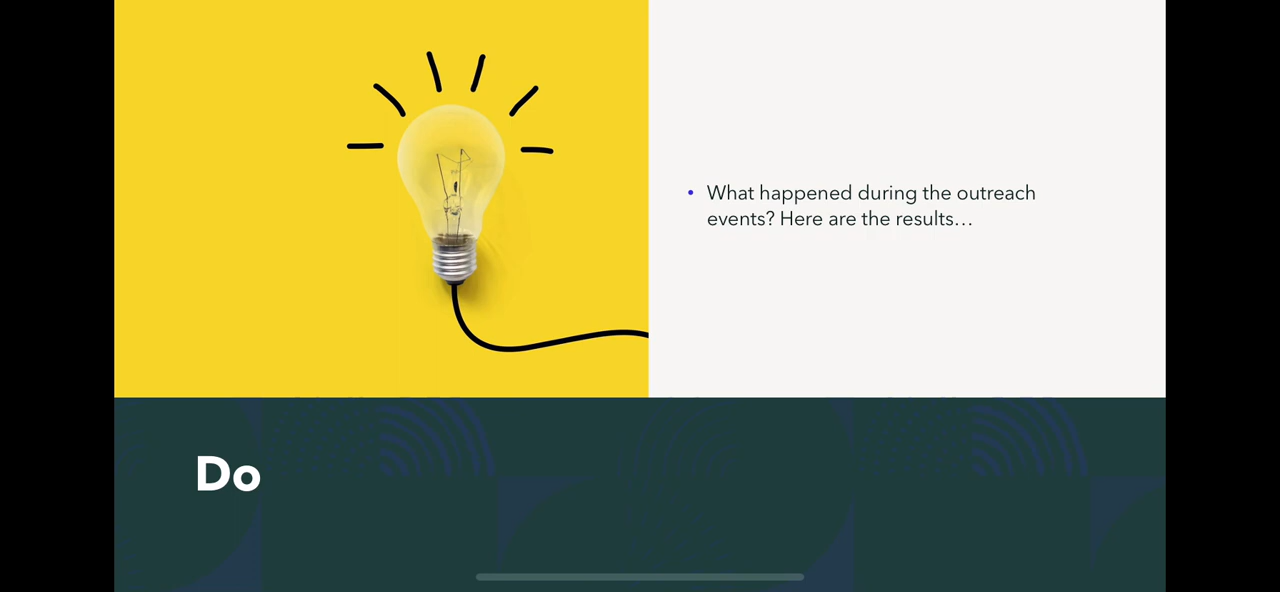 What happened during the outreach
events? Here are the results…
Do